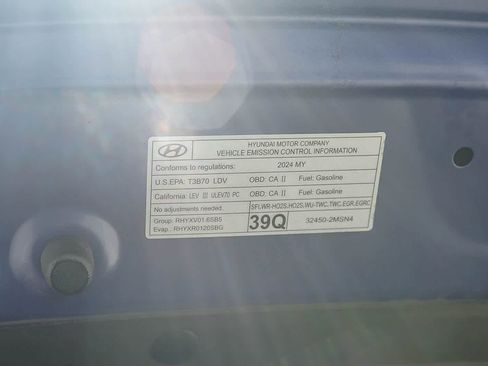 HYUNDAI MOTOR COMPANY
VEHICLE EMISSION CONTROL INFORMATION
Conforms to regulations: 2024 MY
U.S.EPA: T3B70 LDV OBD: CA II Fuel: Gasoline
California: LEV III ULEV70 PC OBD: CA II Fuel: Gasoline
No adjustments needed. SFI,WR-HO2S,HO2S,WU-TWC,TWC,EGR,EGRC
Group: RHYXV01.6SB5 39Q 32450-2MSN4
Evap.: RHYXR0120SBG